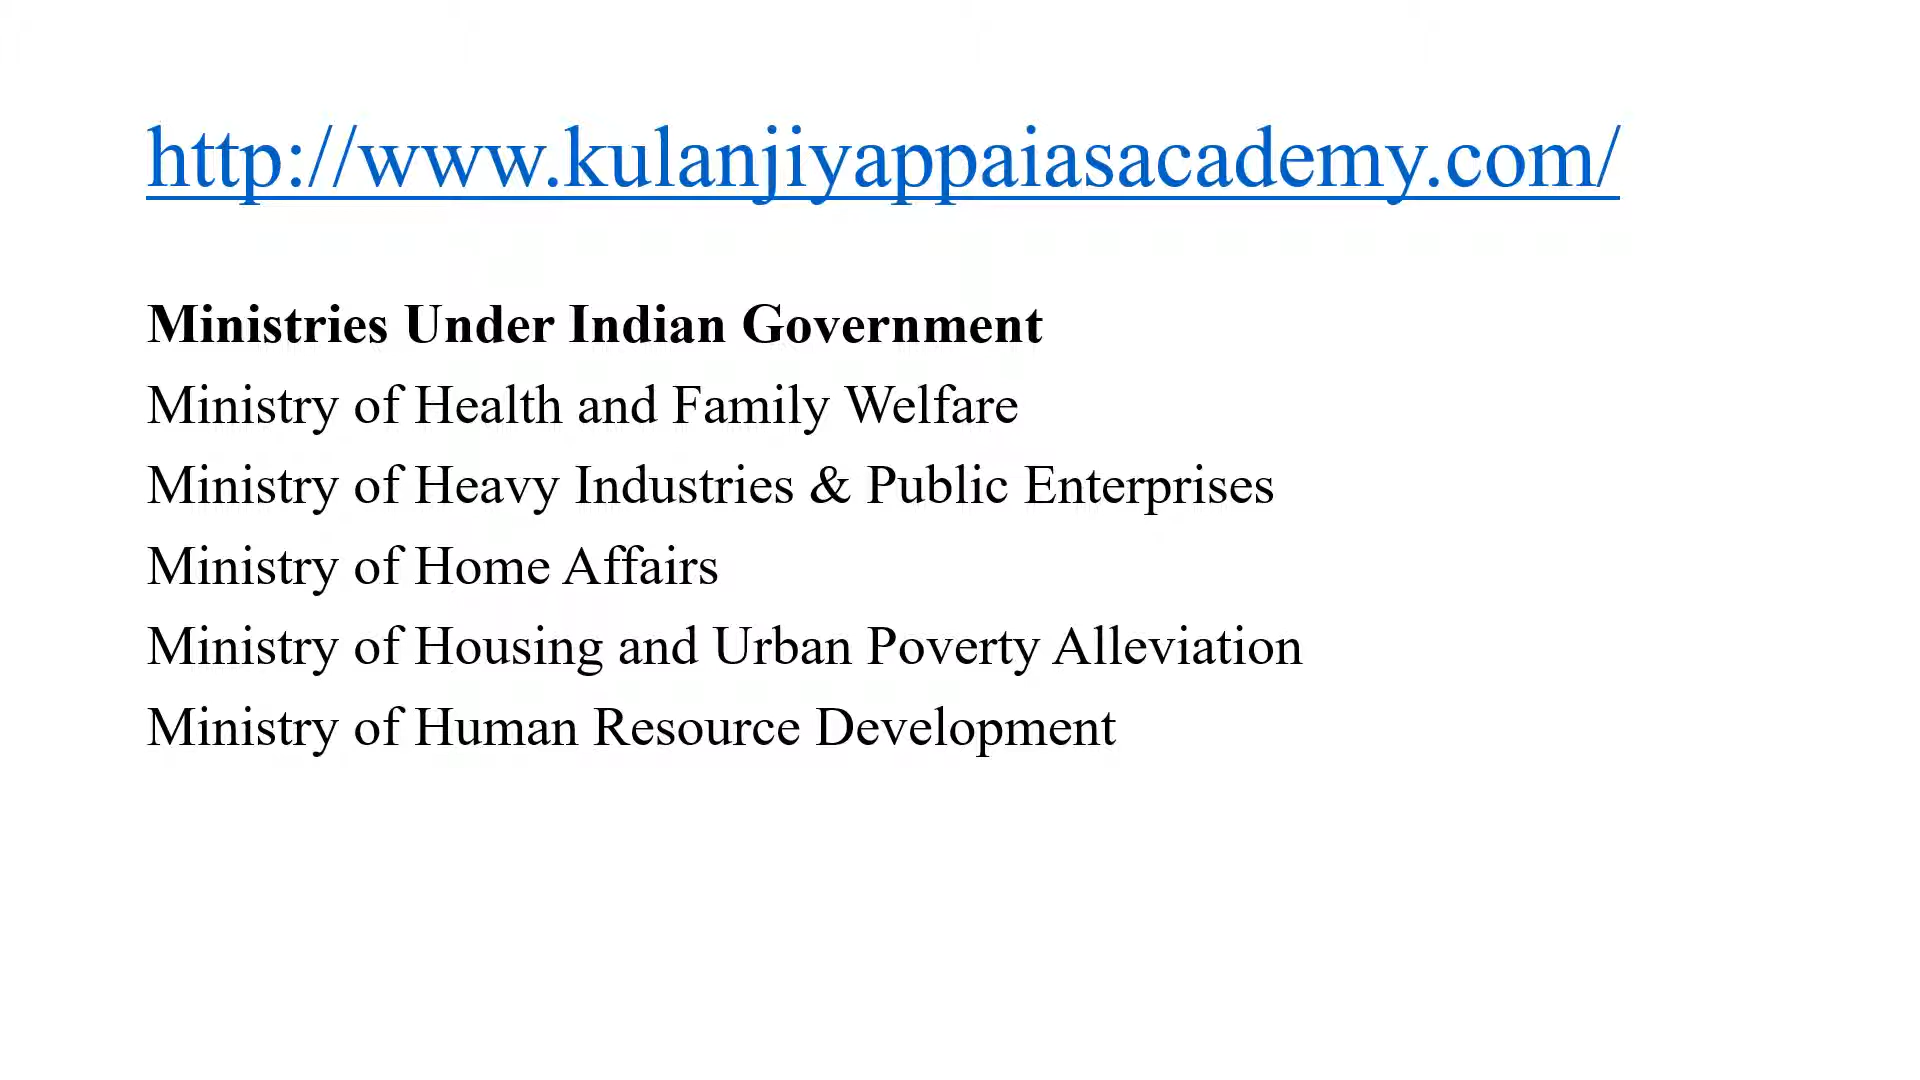 http://www.kulanjiyappaiasacademy.com/
Ministries Under Indian Government
Ministry of Health and Family Welfare
Ministry of Heavy Industries & Public Enterprises
Ministry of Home Affairs
Ministry of Housing and Urban Poverty Alleviation
Ministry of Human Resource Development